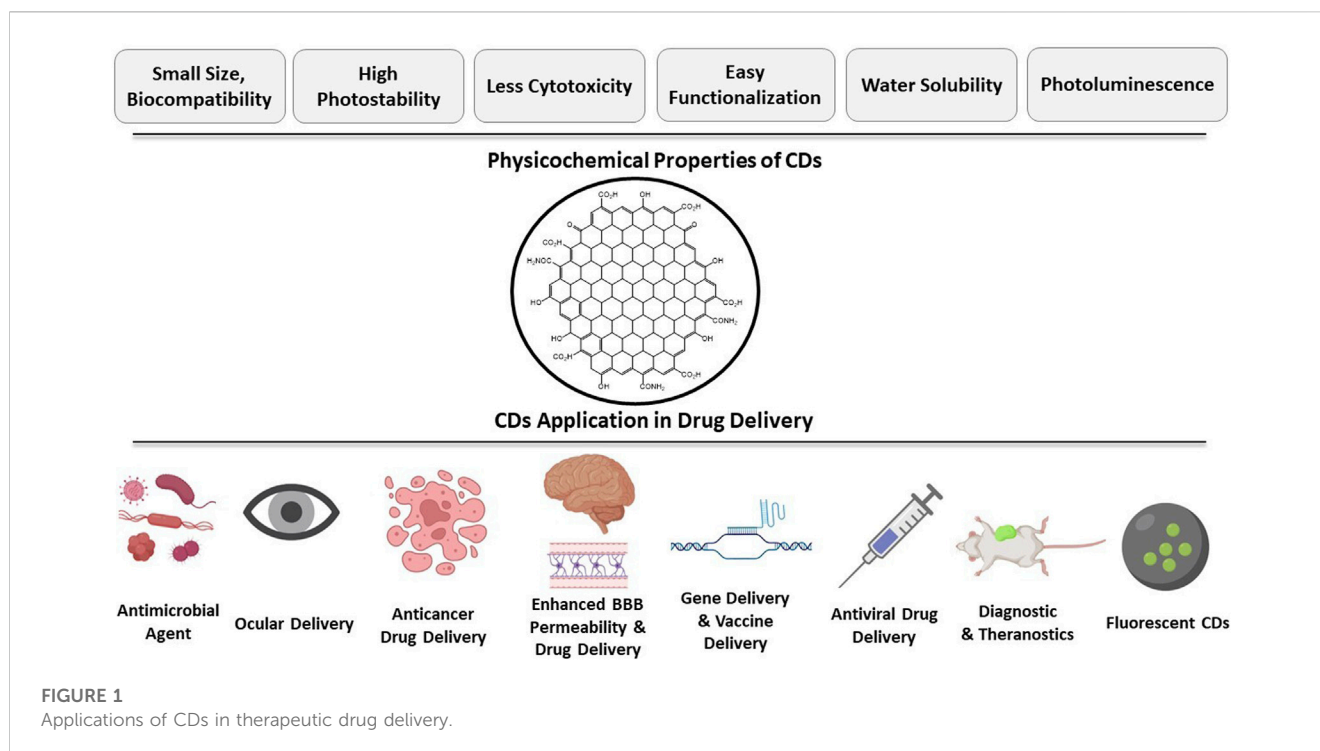 Small Size,
Biocompatibility
High
Photostability
Less Cytotoxicity
Easy
Functionalization
Water Solubility
Photoluminescence
Physicochemical Properties of CDs
CO₂H
OH
CO₂H
O
O
CO₂H
H₂NOC
OH
HO
CO₂H
CONH₂
HO
OH
CO₂H
CO₂H
OH
CONH₂
CDs Application in Drug Delivery
Antimicrobial
Agent
Ocular Delivery
Anticancer
Drug Delivery
Enhanced BBB
Permeability &
Drug Delivery
Gene Delivery
& Vaccine
Delivery
Antiviral Drug
Delivery
Diagnostic
& Theranostics
Fluorescent CDs
FIGURE 1
Applications of CDs in therapeutic drug delivery.